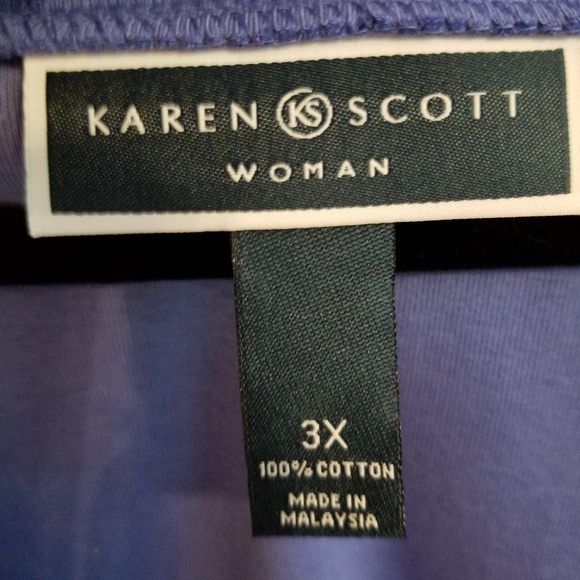 KAREN KS SCOTT
WOMAN
3X
100% COTTON
MADE IN
MALAYSIA